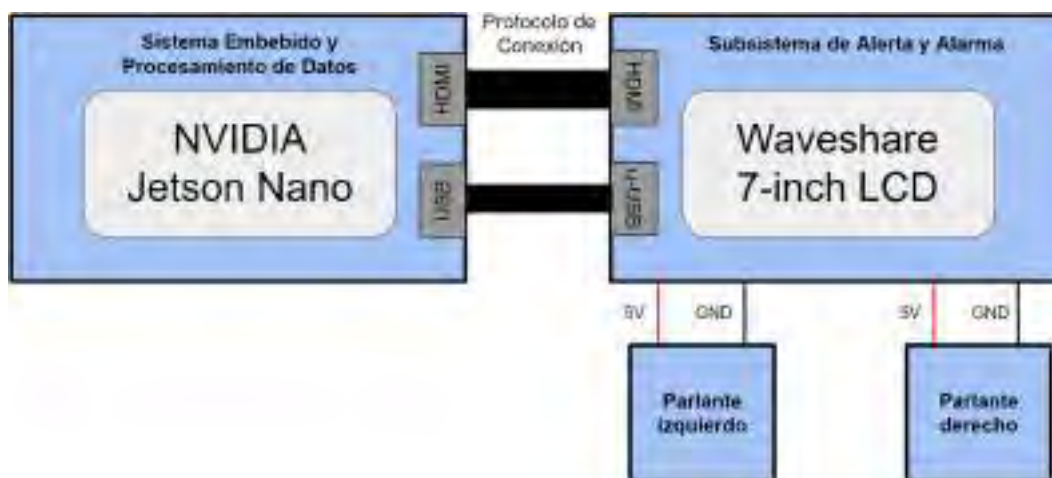 Protocolo de
Conexión
Sistema Embebido y
Procesamiento de Datos
HDMI
NVIDIA
Jetson Nano
USB
Subsistema de Alerta y Alarma
HDMI
Waveshare
7-inch LCD
µ-USB
5V
GND
5V
GND
Parlante
izquierdo
Parlante
derecho